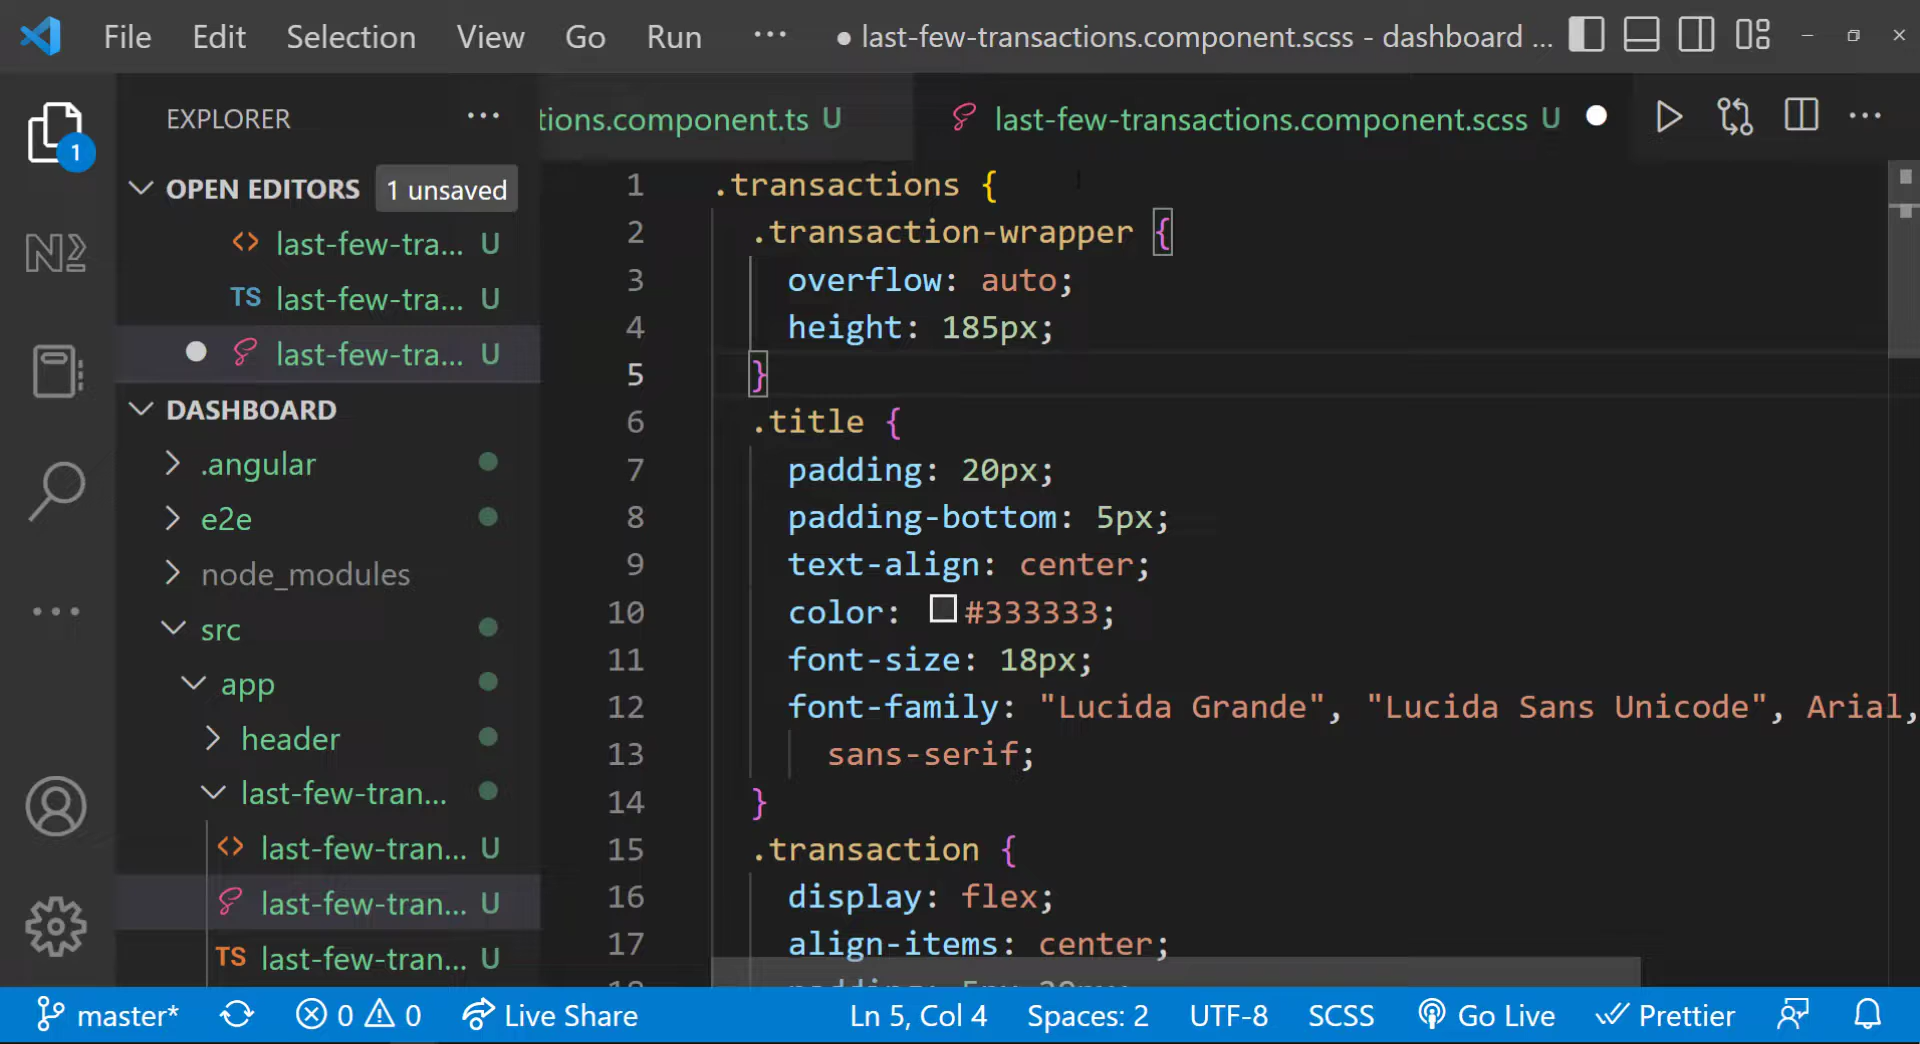 File Edit Selection View Go Run ··· ● last-few-transactions.component.scss - dashboard ...
EXPLORER ···
OPEN EDITORS 1 unsaved
<> last-few-tra... U
TS last-few-tra... U
● last-few-tra... U
DASHBOARD
.angular
e2e
node_modules
src
app
header
last-few-tran...
<> last-few-tran... U
last-few-tran... U
TS last-few-tran... U
1
tions.component.ts U
last-few-transactions.component.scss U ●
1 .transactions {
2 .transaction-wrapper {
3 overflow: auto;
4 height: 185px;
5 }
6 .title {
7 padding: 20px;
8 padding-bottom: 5px;
9 text-align: center;
10 color: #333333;
11 font-size: 18px;
12 font-family: "Lucida Grande", "Lucida Sans Unicode", Arial,
13 sans-serif;
14 }
15 .transaction {
16 display: flex;
17 align-items: center;
master* 0 0 Live Share Ln 5, Col 4 Spaces: 2 UTF-8 SCSS Go Live Prettier